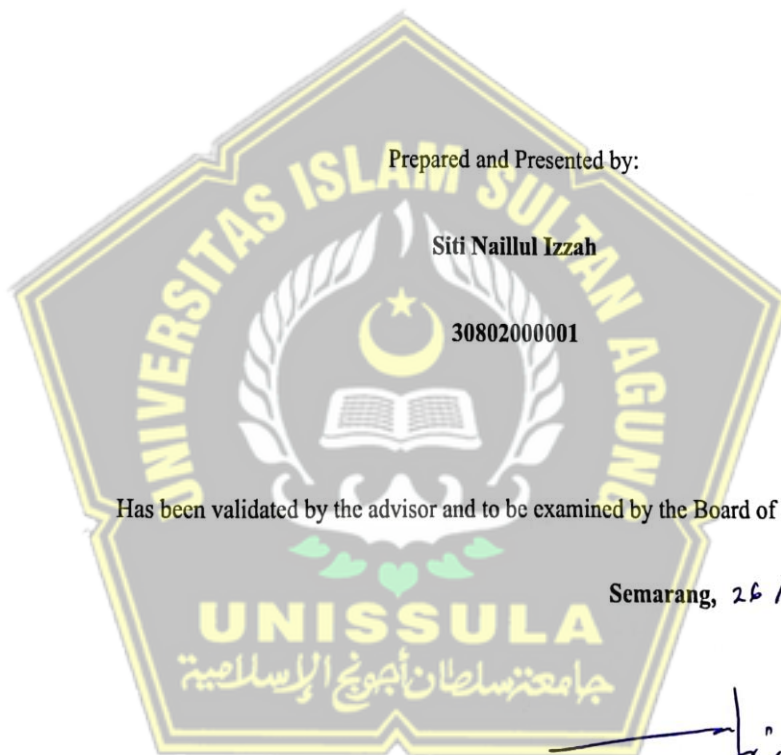 Prepared and Presented by:
UNIVERSITAS ISLAM SULTAN AGUNG
Siti Naillul Izzah
30802000001
Has been validated by the advisor and to be examined by the Board of
Semarang, 26
UNISSULA
جامعة سلطان أجونج الإسلامية